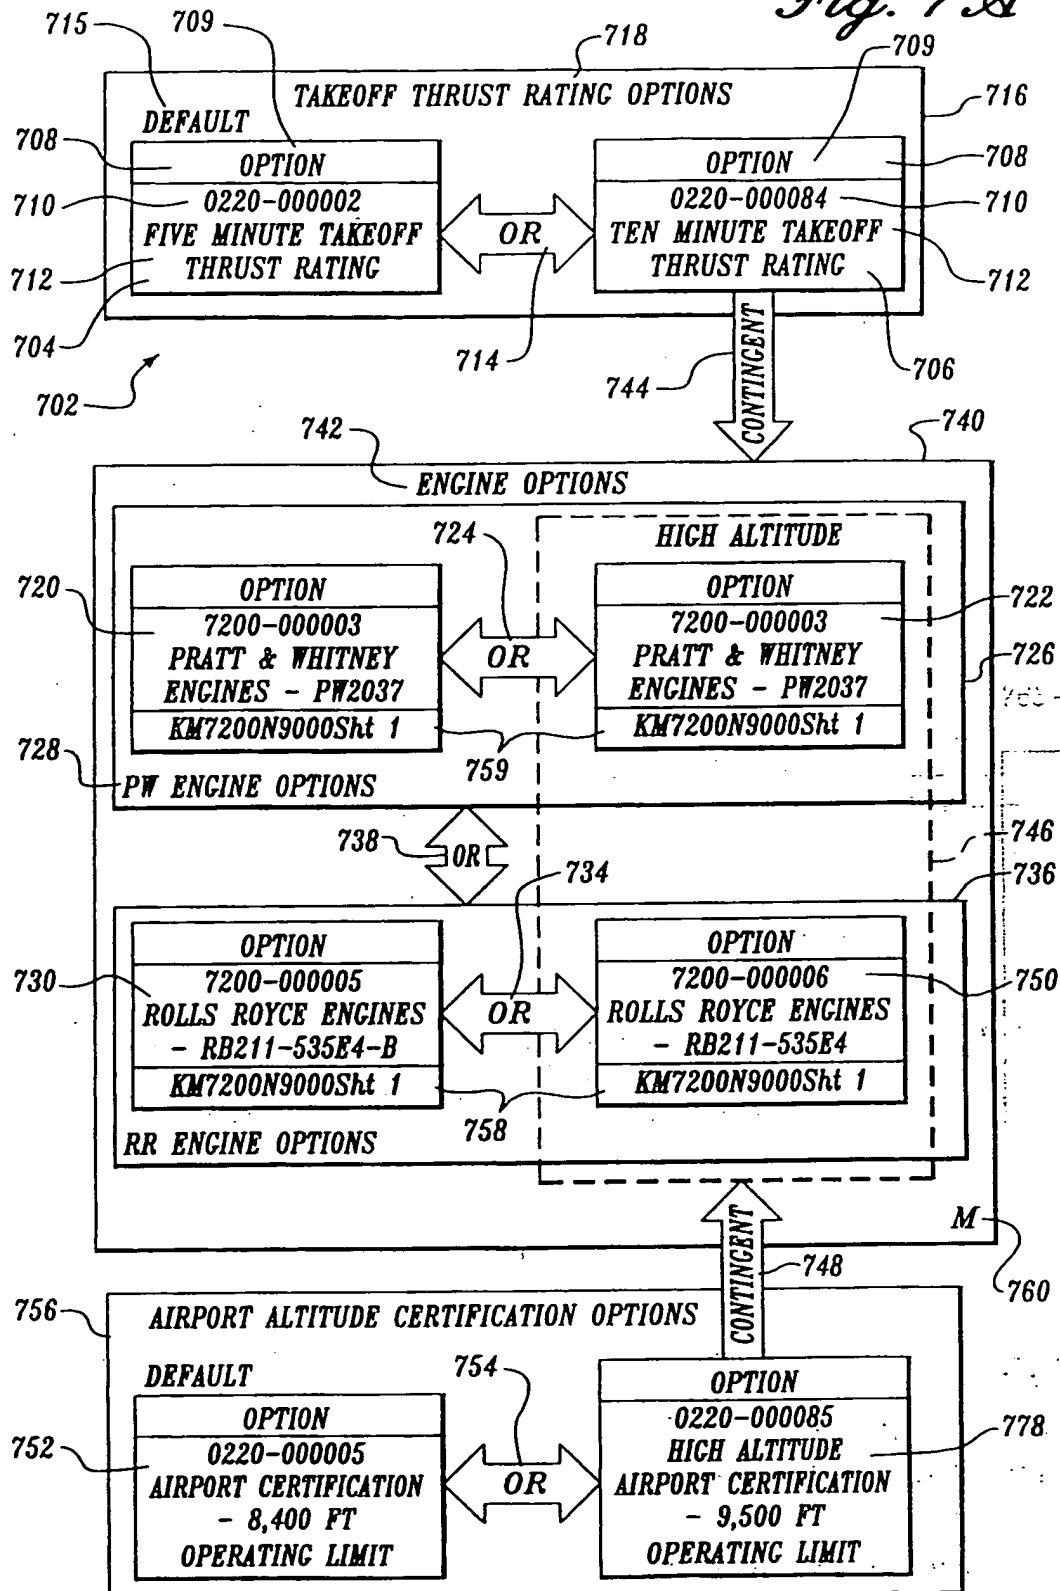 Fig. 7A
715
709
718
709
TAKEOFF THRUST RATING OPTIONS
716
DEFAULT
708
OPTION
OPTION
708
710
0220-000002
0220-000084
710
FIVE MINUTE TAKEOFF
OR
TEN MINUTE TAKEOFF
712
THRUST RATING
THRUST RATING
712
704
714
706
744
CONTINGENT
702
742
740
ENGINE OPTIONS
724
HIGH ALTITUDE
720
OPTION
OPTION
722
7200-000003
7200-000003
PRATT & WHITNEY
OR
PRATT & WHITNEY
726
ENGINES - PW2037
ENGINES - PW2037
KM7200N9000Sht 1
KM7200N9000Sht 1
728
759
PW ENGINE OPTIONS
738
OR
734
746
736
OPTION
OPTION
730
7200-000005
7200-000006
750
ROLLS ROYCE ENGINES
OR
ROLLS ROYCE ENGINES
- RB211-535E4-B
- RB211-535E4
KM7200N9000Sht 1
KM7200N9000Sht 1
758
RR ENGINE OPTIONS
M
CONTINGENT
748
760
756
AIRPORT ALTITUDE CERTIFICATION OPTIONS
DEFAULT
754
OPTION
OPTION
752
0220-000005
0220-000085
778
AIRPORT CERTIFICATION
OR
HIGH ALTITUDE
- 8,400 FT
AIRPORT CERTIFICATION
OPERATING LIMIT
- 9,500 FT
OPERATING LIMIT